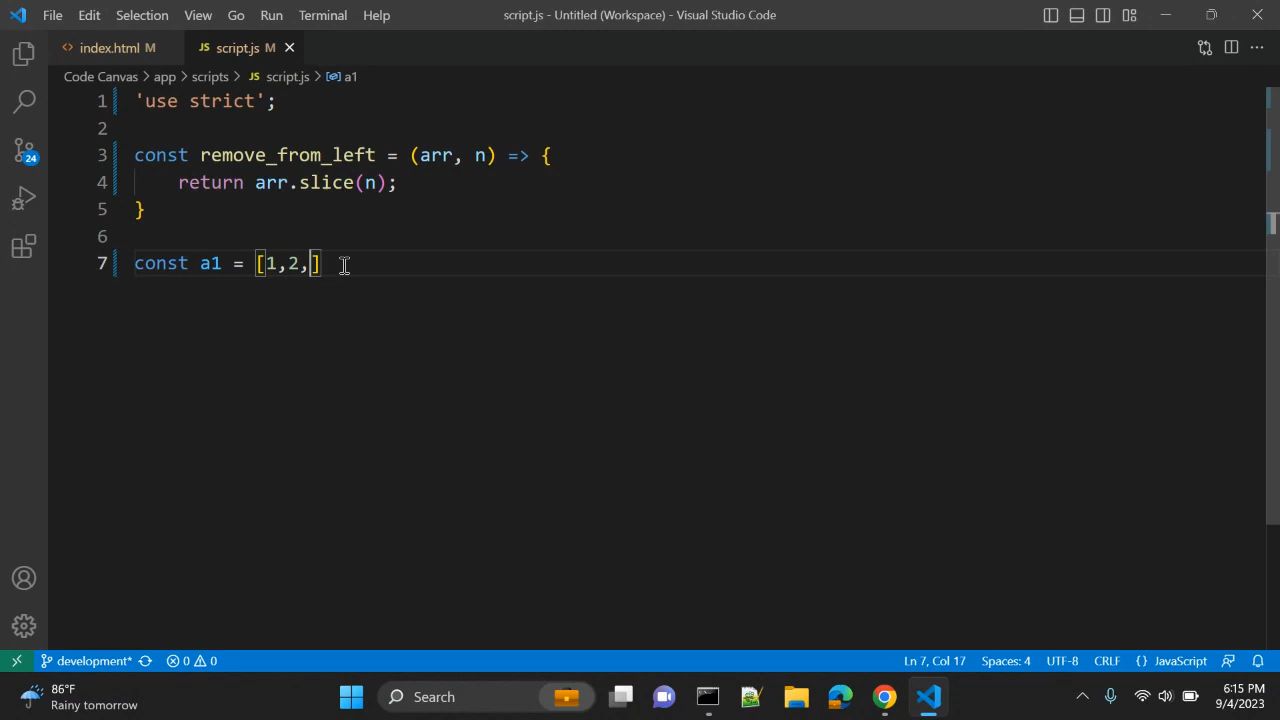 File Edit Selection View Go Run Terminal Help script.js - Untitled (Workspace) - Visual Studio Code
index.html M JS script.js M
Code Canvas > app > scripts > JS script.js > a1
1 'use strict';
2
3 const remove_from_left = (arr, n) => {
4 return arr.slice(n);
5 }
6
7 const a1 = [1,2,]
24
development* 0 0 Ln 7, Col 17 Spaces: 4 UTF-8 CRLF {} JavaScript
86°F
Rainy tomorrow
Search
6:15 PM
9/4/2023